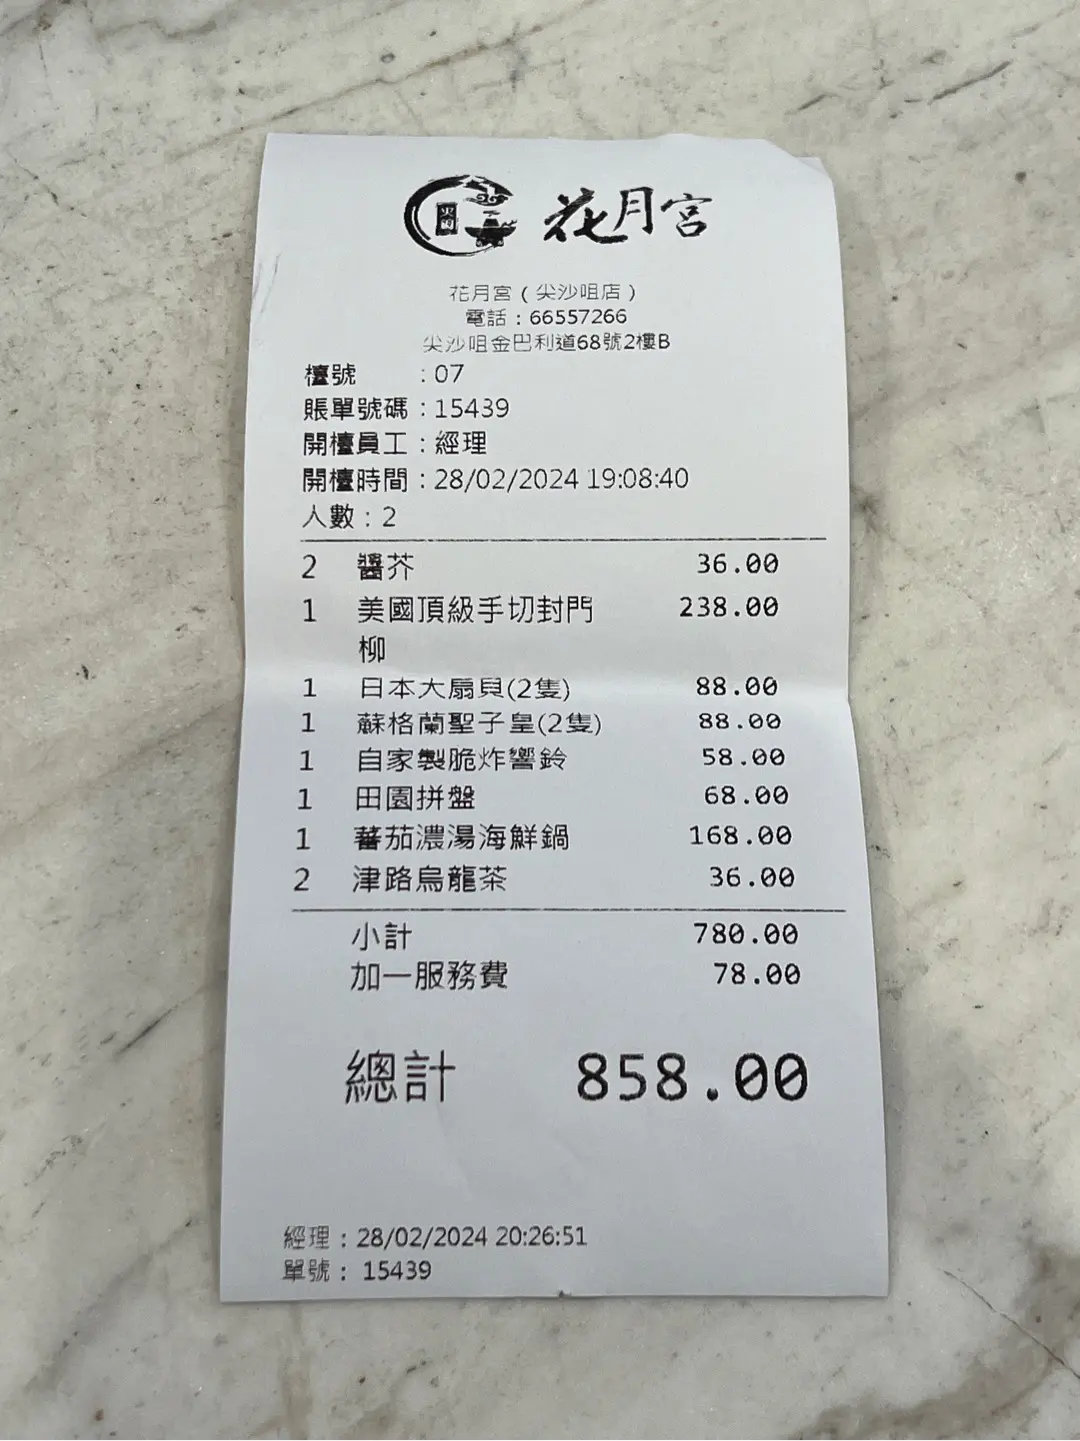 花月宮
花月宮（尖沙咀店）
電話：66557266
尖沙咀金巴利道68號2樓B
檯號　：07
賬單號碼：15439
開檯員工：經理
開檯時間：28/02/2024 19:08:40
人數：2
2 醬芥 36.00
1 美國頂級手切封門 238.00
柳
1 日本大扇貝(2隻) 88.00
1 蘇格蘭聖子皇(2隻) 88.00
1 自家製脆炸響鈴 58.00
1 田園拼盤 68.00
1 蕃茄濃湯海鮮鍋 168.00
2 津路烏龍茶 36.00
小計 780.00
加一服務費 78.00
總計 858.00
經理：28/02/2024 20:26:51
單號： 15439